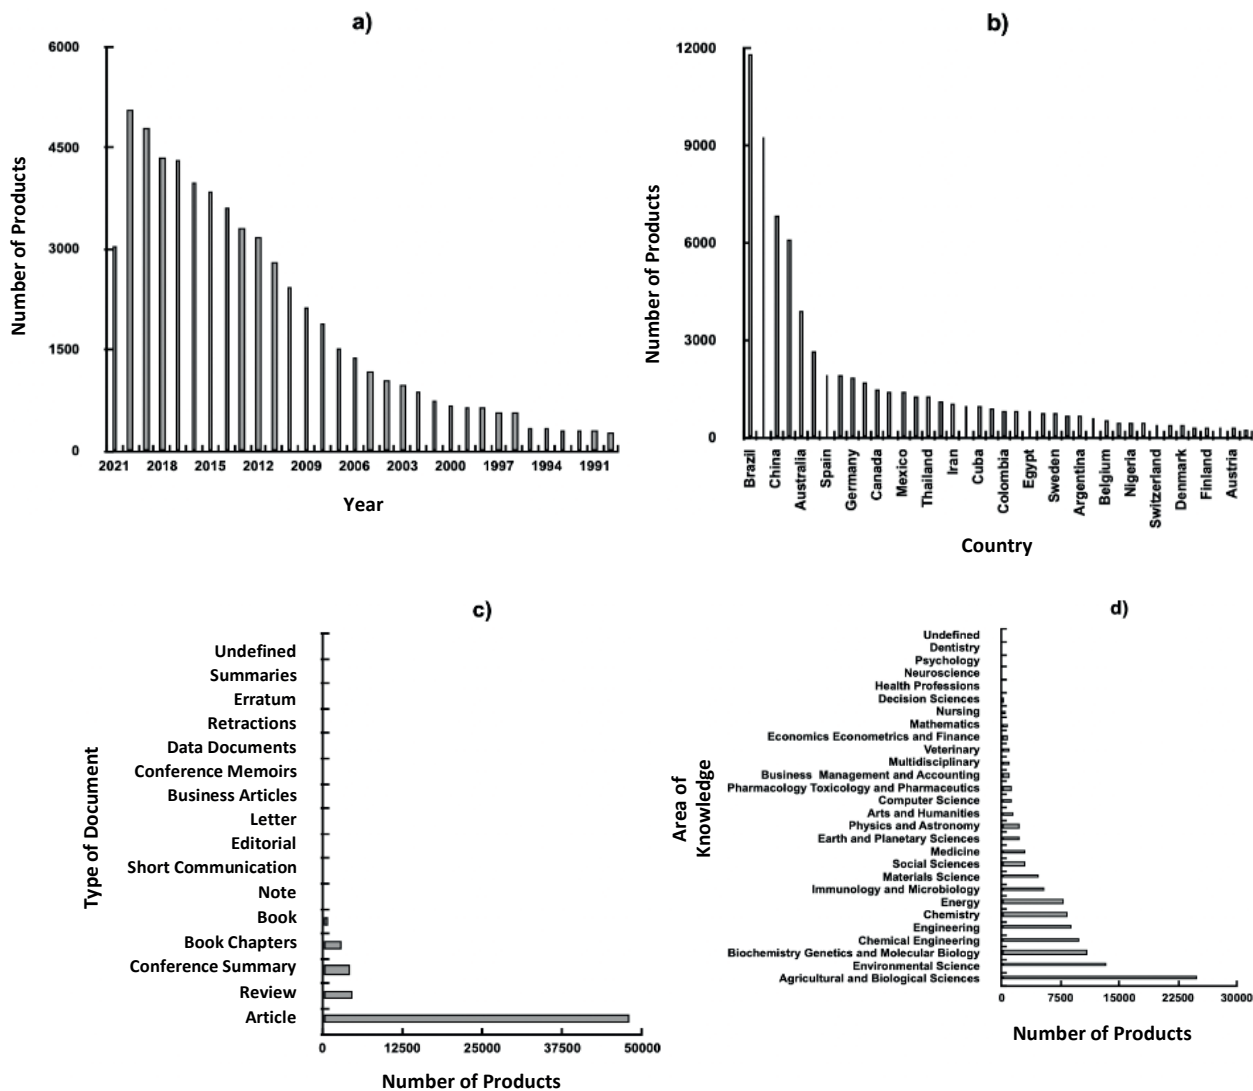 a)
6000
4500
3000
1500
0
Number of Products
2021 2018 2015 2012 2009 2006 2003 2000 1997 1994 1991
Year
b)
12000
9000
6000
3000
0
Number of Products
Brazil China Australia Spain Germany Canada Mexico Thailand Iran Cuba Colombia Egypt Sweden Argentina Belgium Nigeria Switzerland Denmark Finland Austria
Country
c)
Type of Document
Undefined
Summaries
Erratum
Retractions
Data Documents
Conference Memoirs
Business Articles
Letter
Editorial
Short Communication
Note
Book
Book Chapters
Conference Summary
Review
Article
0 12500 25000 37500 50000
Number of Products
d)
Area of
Knowledge
Undefined
Dentistry
Psychology
Neuroscience
Health Professions
Decision Sciences
Nursing
Mathematics
Economics Econometrics and Finance
Veterinary
Multidisciplinary
Business Management and Accounting
Pharmacology Toxicology and Pharmaceutics
Computer Science
Arts and Humanities
Physics and Astronomy
Earth and Planetary Sciences
Medicine
Social Sciences
Materials Science
Immunology and Microbiology
Energy
Chemistry
Engineering
Chemical Engineering
Biochemistry Genetics and Molecular Biology
Environmental Science
Agricultural and Biological Sciences
0 7500 15000 22500 30000
Number of Products